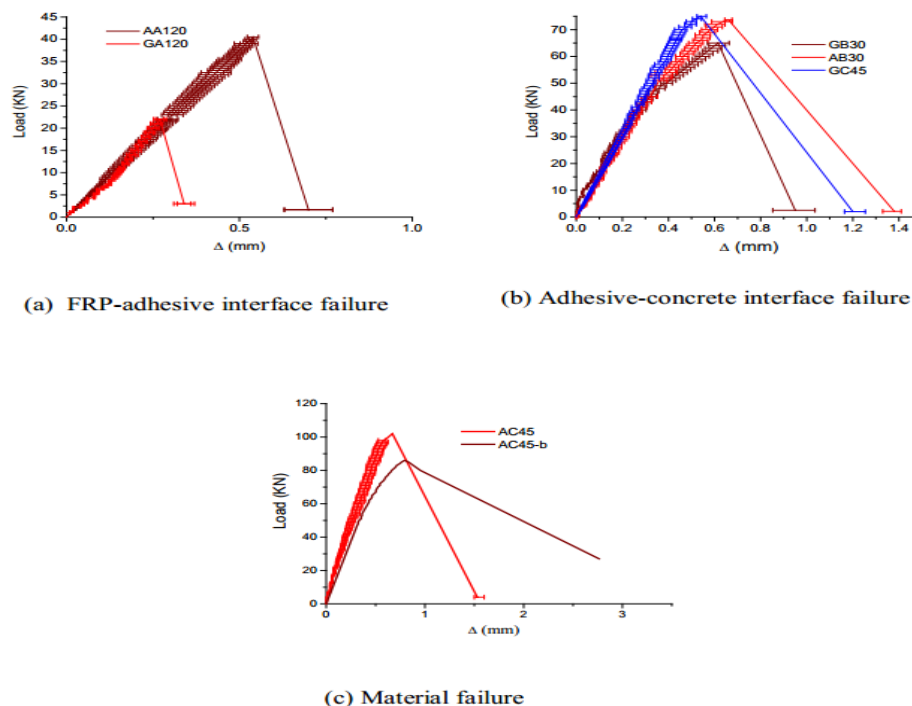 45
40
35
30
25
20
15
10
5
0
Load (KN)
AA120
GA120
0.0
0.5
1.0
Δ (mm)
(a) FRP-adhesive interface failure
70
60
50
40
30
20
10
0
Load (KN)
GB30
AB30
GC45
0.0 0.2 0.4 0.6 0.8 1.0 1.2 1.4
Δ (mm)
(b) Adhesive-concrete interface failure
120
100
80
60
40
20
0
Load (KN)
AC45
AC45-b
0 1 2 3
Δ (mm)
(c) Material failure